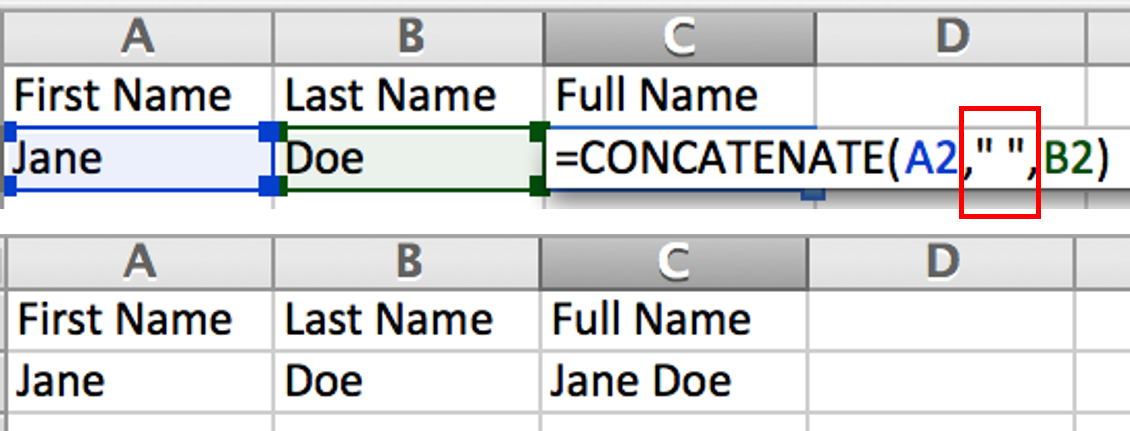 A B C D
First Name Last Name Full Name
Jane Doe =CONCATENATE(A2," ",B2)
A B C D
First Name Last Name Full Name
Jane Doe Jane Doe